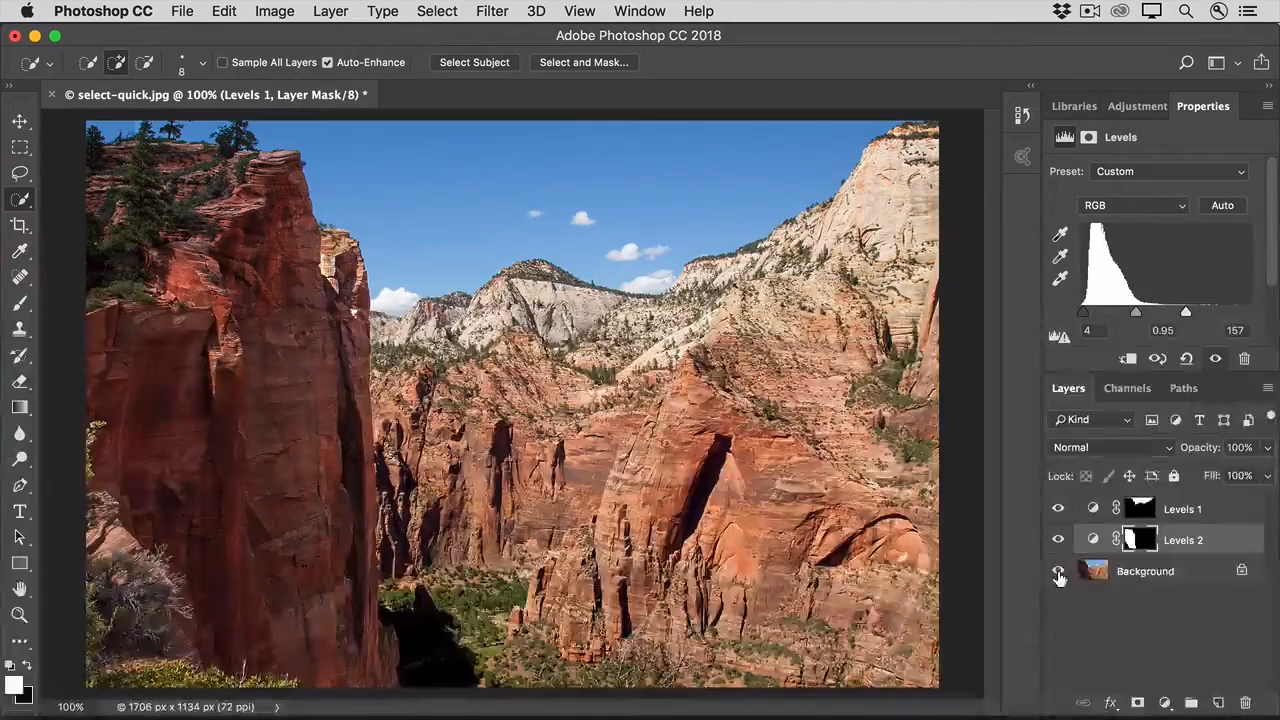 Photoshop CC File Edit Image Layer Type Select Filter 3D View Window Help
Adobe Photoshop CC 2018
8 Sample All Layers Auto-Enhance Select Subject Select and Mask...
© select-quick.jpg @ 100% (Levels 1, Layer Mask/8) *
Libraries Adjustment Properties
Levels
Preset: Custom
RGB Auto
4 0.95 157
Layers Channels Paths
Kind
Normal Opacity: 100%
Lock: Fill: 100%
Levels 1
Levels 2
Background
100% © 1706 px x 1134 px (72 ppi)